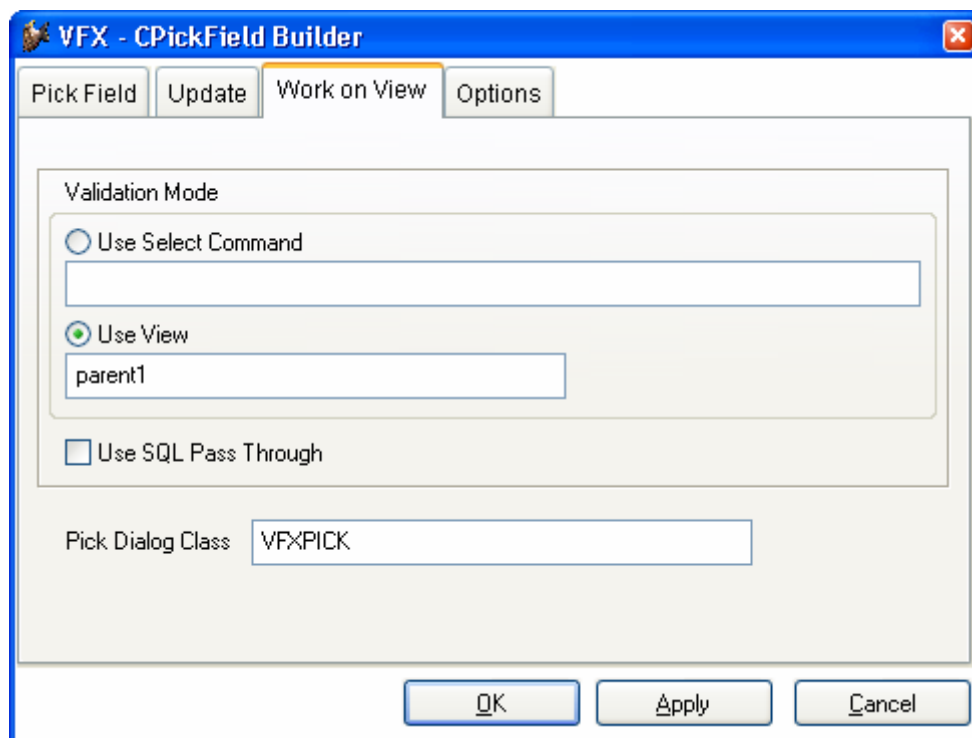 VFX - CPickField Builder
Pick Field Update Work on View Options
Validation Mode
Use Select Command
Use View
parent1
Use SQL Pass Through
Pick Dialog Class VFXPICK
OK Apply Cancel